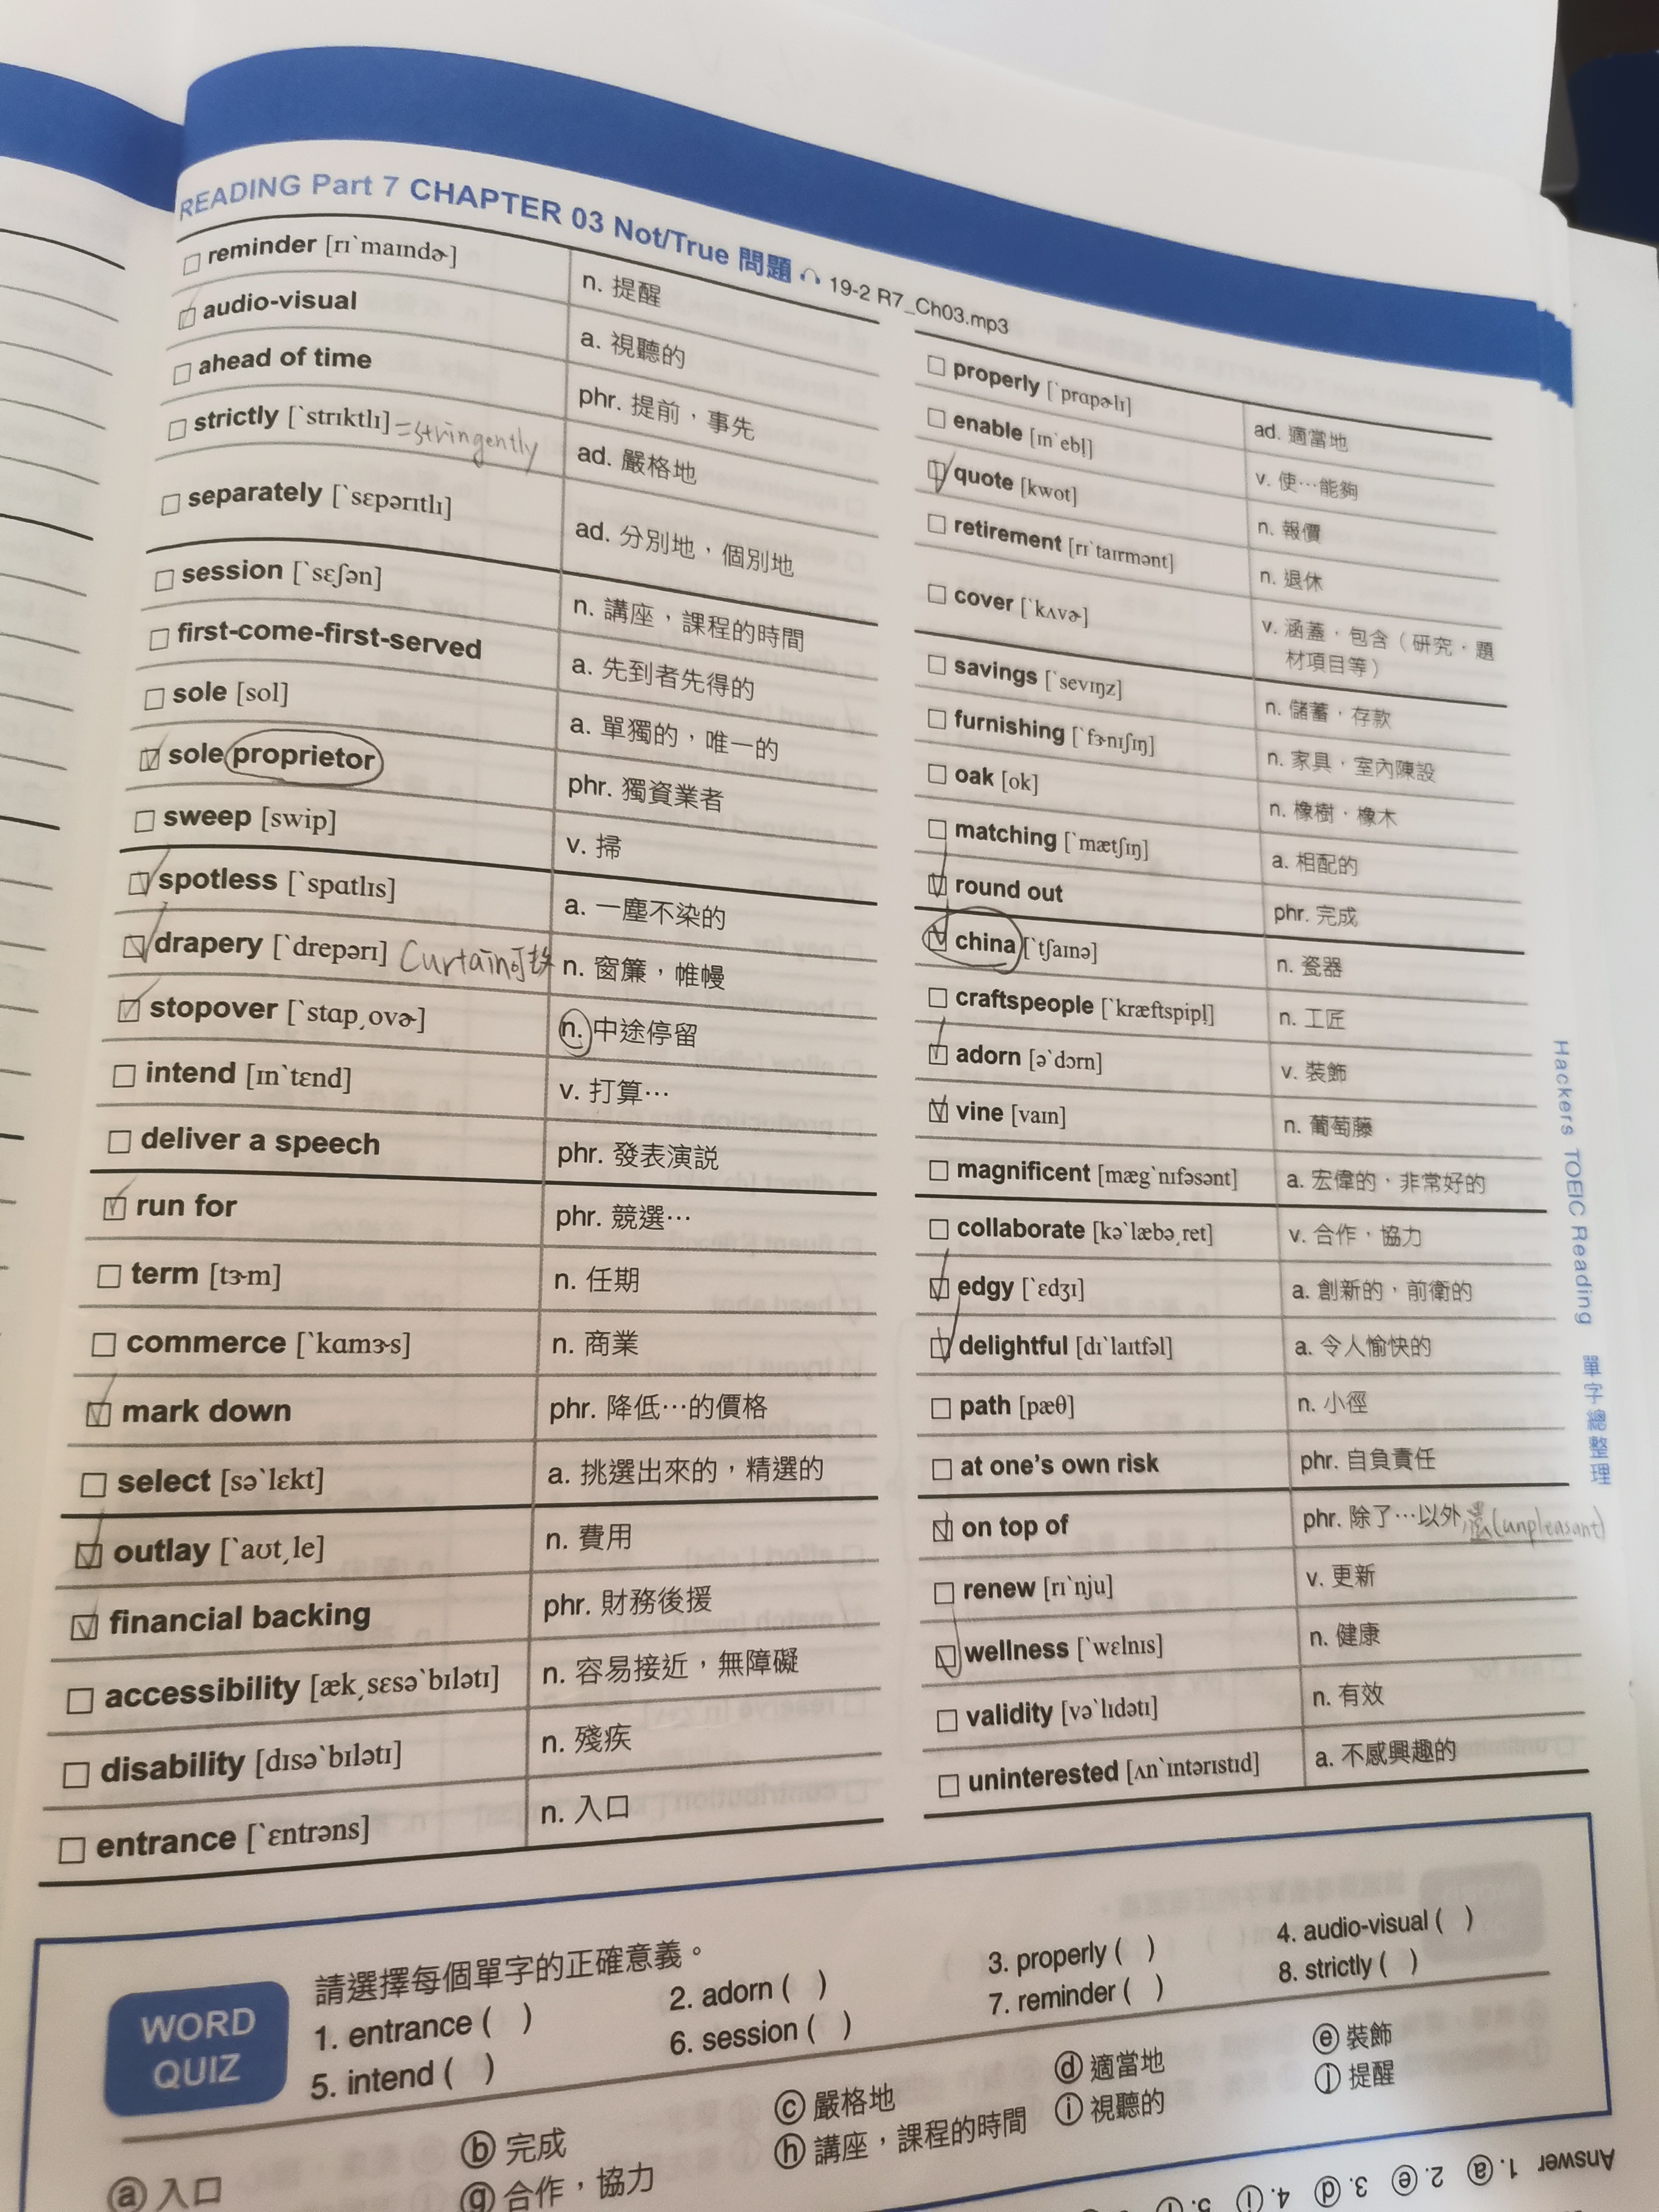 READING Part 7 CHAPTER 03 Not/True 問題 19-2 R7_Ch03.mp3
reminder [rɪˋmaɪndɚ] n. 提醒
audio-visual a. 視聽的
ahead of time phr. 提前，事先
strictly [ˋstrɪktlɪ] =stringently ad. 嚴格地
separately [ˋsɛpərɪtlɪ] ad. 分別地，個別地
session [ˋsɛʃən] n. 講座，課程的時間
first-come-first-served a. 先到者先得的
sole [sol] a. 單獨的，唯一的
sole proprietor phr. 獨資業者
sweep [swip] v. 掃
spotless [ˋspɑtlɪs] a. 一塵不染的
drapery [ˋdrepərɪ] Curtain可數 n. 窗簾，帷幔
stopover [ˋstɑpˏovɚ] n. 中途停留
intend [ɪnˋtɛnd] v. 打算…
deliver a speech phr. 發表演說
run for phr. 競選…
term [tɝm] n. 任期
commerce [ˋkɑmɝs] n. 商業
mark down phr. 降低…的價格
select [səˋlɛkt] a. 挑選出來的，精選的
outlay [ˋaʊtˏle] n. 費用
financial backing phr. 財務後援
accessibility [ækˏsɛsəˋbɪlətɪ] n. 容易接近，無障礙
disability [dɪsəˋbɪlətɪ] n. 殘疾
entrance [ˋɛntrəns] n. 入口
properly [ˋprɑpɚlɪ] ad. 適當地
enable [ɪnˋebl̩] v. 使…能夠
quote [kwot] n. 報價
retirement [rɪˋtaɪrmənt] n. 退休
cover [ˋkʌvɚ] v. 涵蓋，包含（研究，題
材項目等）
savings [ˋsevɪŋz] n. 儲蓄，存款
furnishing [ˋfɝnɪʃɪŋ] n. 家具，室內陳設
oak [ok] n. 橡樹，橡木
matching [ˋmætʃɪŋ] a. 相配的
round out phr. 完成
china [ˋtʃaɪnə] n. 瓷器
craftspeople [ˋkræftspipl̩] n. 工匠
adorn [əˋdɔrn] v. 裝飾
vine [vaɪn] n. 葡萄藤
magnificent [mægˋnɪfəsənt] a. 宏偉的，非常好的
collaborate [kəˋlæbəˏret] v. 合作，協力
edgy [ˋɛdʒɪ] a. 創新的，前衛的
delightful [dɪˋlaɪtfəl] a. 令人愉快的
path [pæθ] n. 小徑
at one's own risk phr. 自負責任
on top of phr. 除了…以外 還(unpleasant)
renew [rɪˋnju] v. 更新
wellness [ˋwɛlnɪs] n. 健康
validity [vəˋlɪdətɪ] n. 有效
uninterested [ʌnˋɪntərɪstɪd] a. 不感興趣的
Hackers TOEIC Reading 單字總整理
WORD
QUIZ
請選擇每個單字的正確意義。
1. entrance ( ) 2. adorn ( ) 3. properly ( ) 4. audio-visual ( )
5. intend ( ) 6. session ( ) 7. reminder ( ) 8. strictly ( )
ⓐ 入口 ⓑ 完成 ⓒ 嚴格地 ⓓ 適當地 ⓔ 裝飾
ⓖ 合作，協力 ⓗ 講座，課程的時間 ⓘ 視聽的 ⓙ 提醒
Answer 1. ⓐ 2. ⓔ 3. ⓓ 4. ⓘ 5.